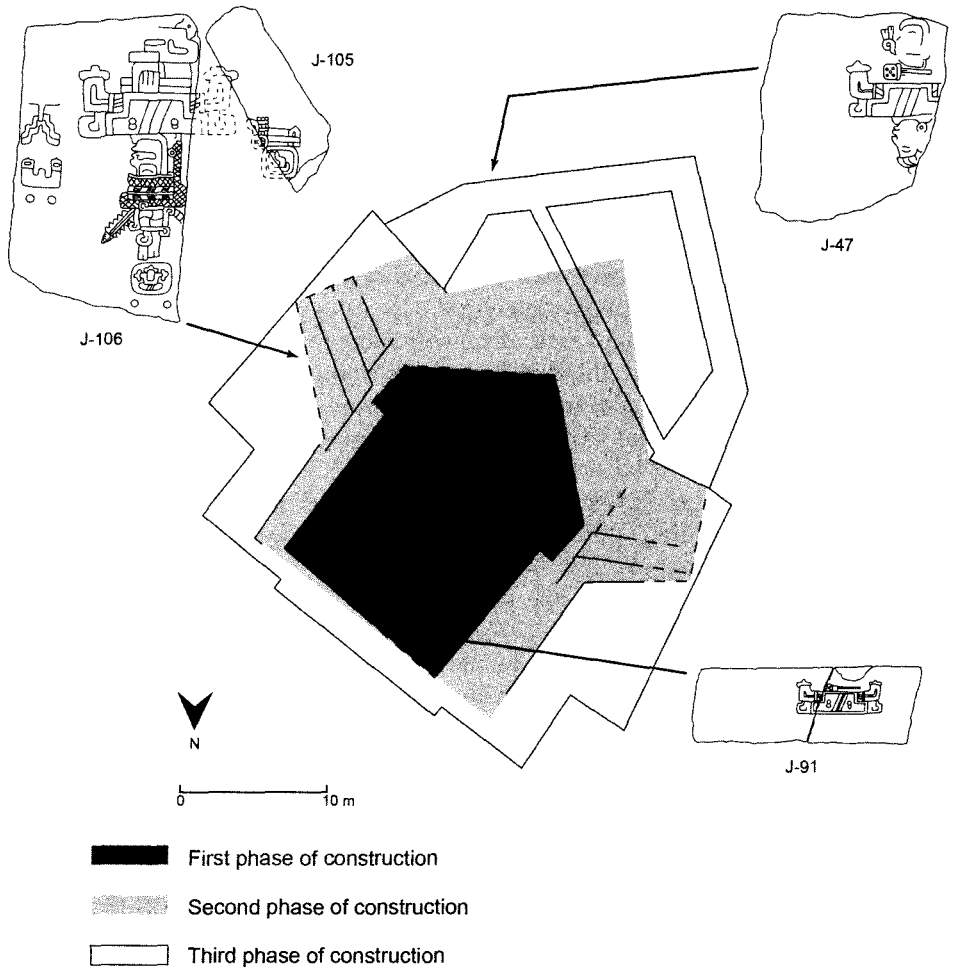 J-105
J-47
J-106
J-91
N
0 10 m
First phase of construction
Second phase of construction
Third phase of construction